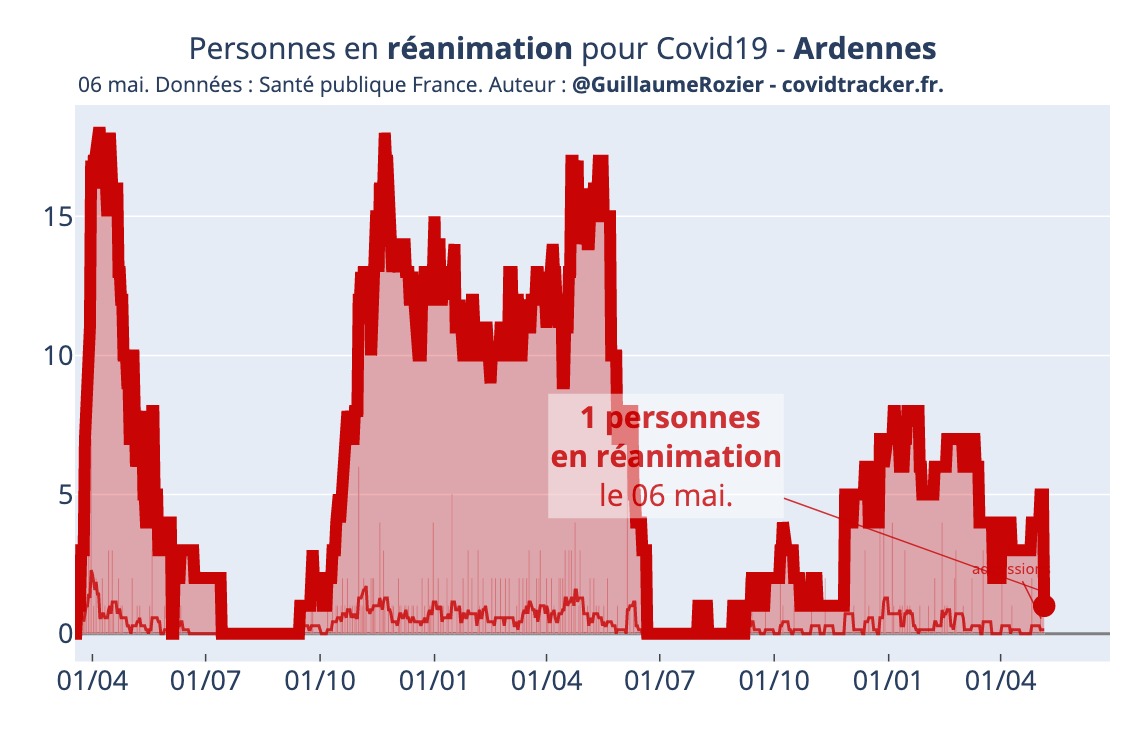 Personnes en réanimation pour Covid19 - Ardennes
06 mai. Données : Santé publique France. Auteur : @GuillaumeRozier - covidtracker.fr.
15
10
5
0
1 personnes
en réanimation
le 06 mai.
01/04 01/07 01/10 01/01 01/04 01/07 01/10 01/01 01/04